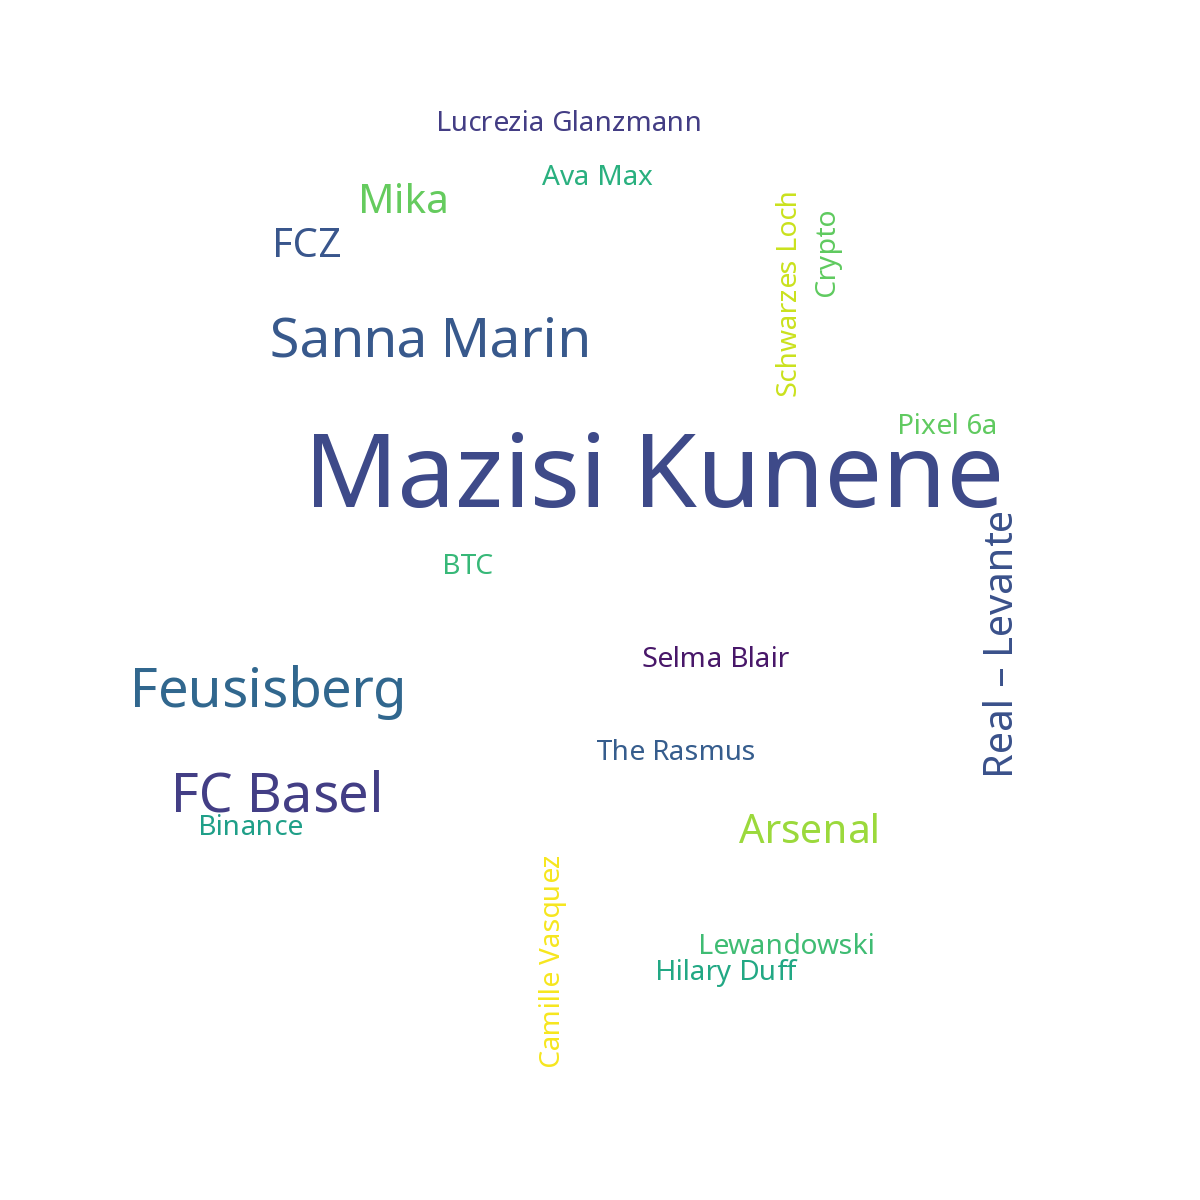 Lucrezia Glanzmann
Ava Max
Mika
Schwarzes Loch
Crypto
FCZ
Sanna Marin
Pixel 6a
Mazisi Kunene
Real – Levante
BTC
Selma Blair
Feusisberg
The Rasmus
FC Basel
Binance
Arsenal
Camille Vasquez
Lewandowski
Hilary Duff